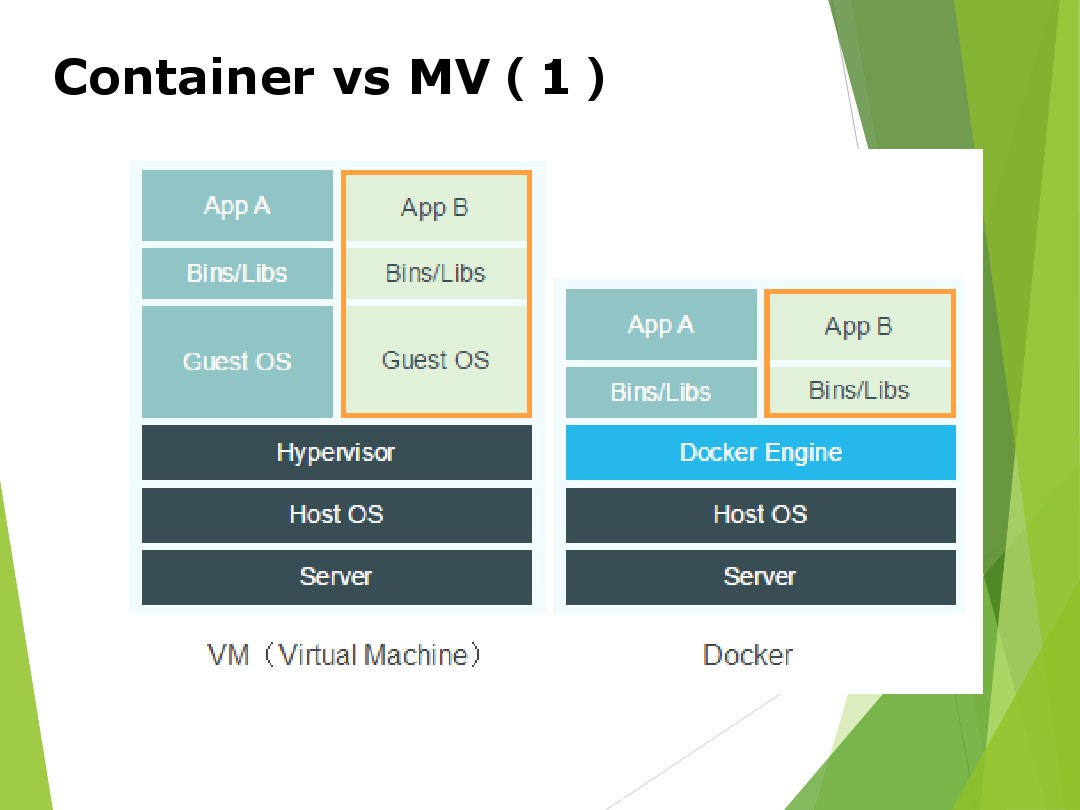 Container vs MV（1）
App A
App B
Bins/Libs
Bins/Libs
Guest OS
Guest OS
Hypervisor
Host OS
Server
VM（Virtual Machine）
App A
App B
Bins/Libs
Bins/Libs
Docker Engine
Host OS
Server
Docker